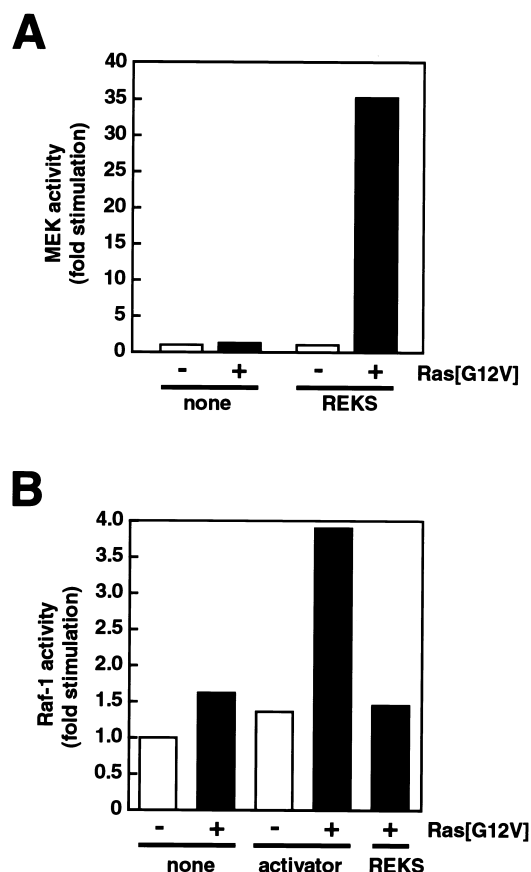 A
MEK activity
(fold stimulation)
40
35
30
25
20
15
10
5
0
- + - + Ras[G12V]
none REKS
B
Raf-1 activity
(fold stimulation)
4.0
3.5
3.0
2.5
2.0
1.5
1.0
0.5
0
- + - + + Ras[G12V]
none activator REKS